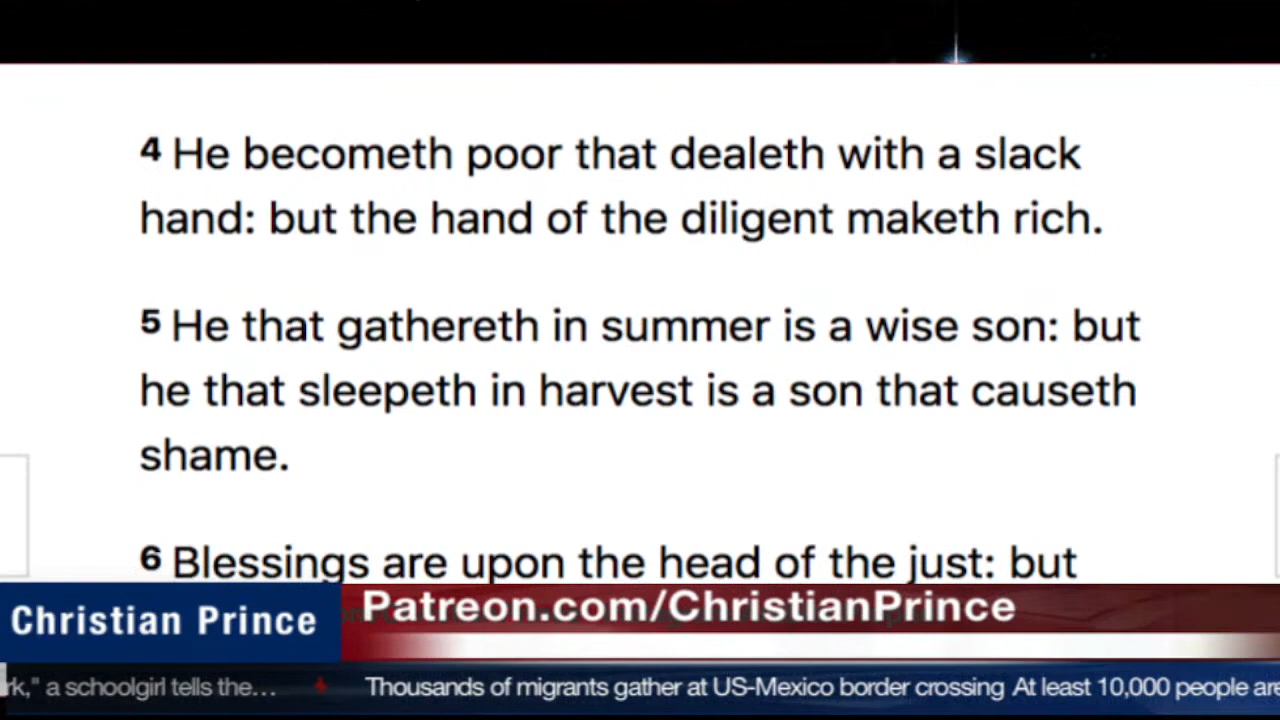 4 He becometh poor that dealeth with a slack
hand: but the hand of the diligent maketh rich.
5 He that gathereth in summer is a wise son: but
he that sleepeth in harvest is a son that causeth
shame.
6 Blessings are upon the head of the just: but
Christian Prince
Patreon.com/ChristianPrince
rk," a schoolgirl tells the… Thousands of migrants gather at US-Mexico border crossing At least 10,000 people are